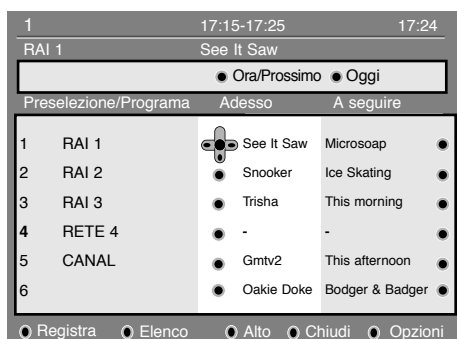 1 17:15-17:25 17:24
RAI 1 See It Saw
Ora/Prossimo Oggi
Preselezione/Programa Adesso A seguire
1 RAI 1 See It Saw Microsoap
2 RAI 2 Snooker Ice Skating
3 RAI 3 Trisha This morning
4 RETE 4 - -
5 CANAL Gmtv2 This afternoon
6 Oakie Doke Bodger & Badger
Registra Elenco Alto Chiudi Opzioni